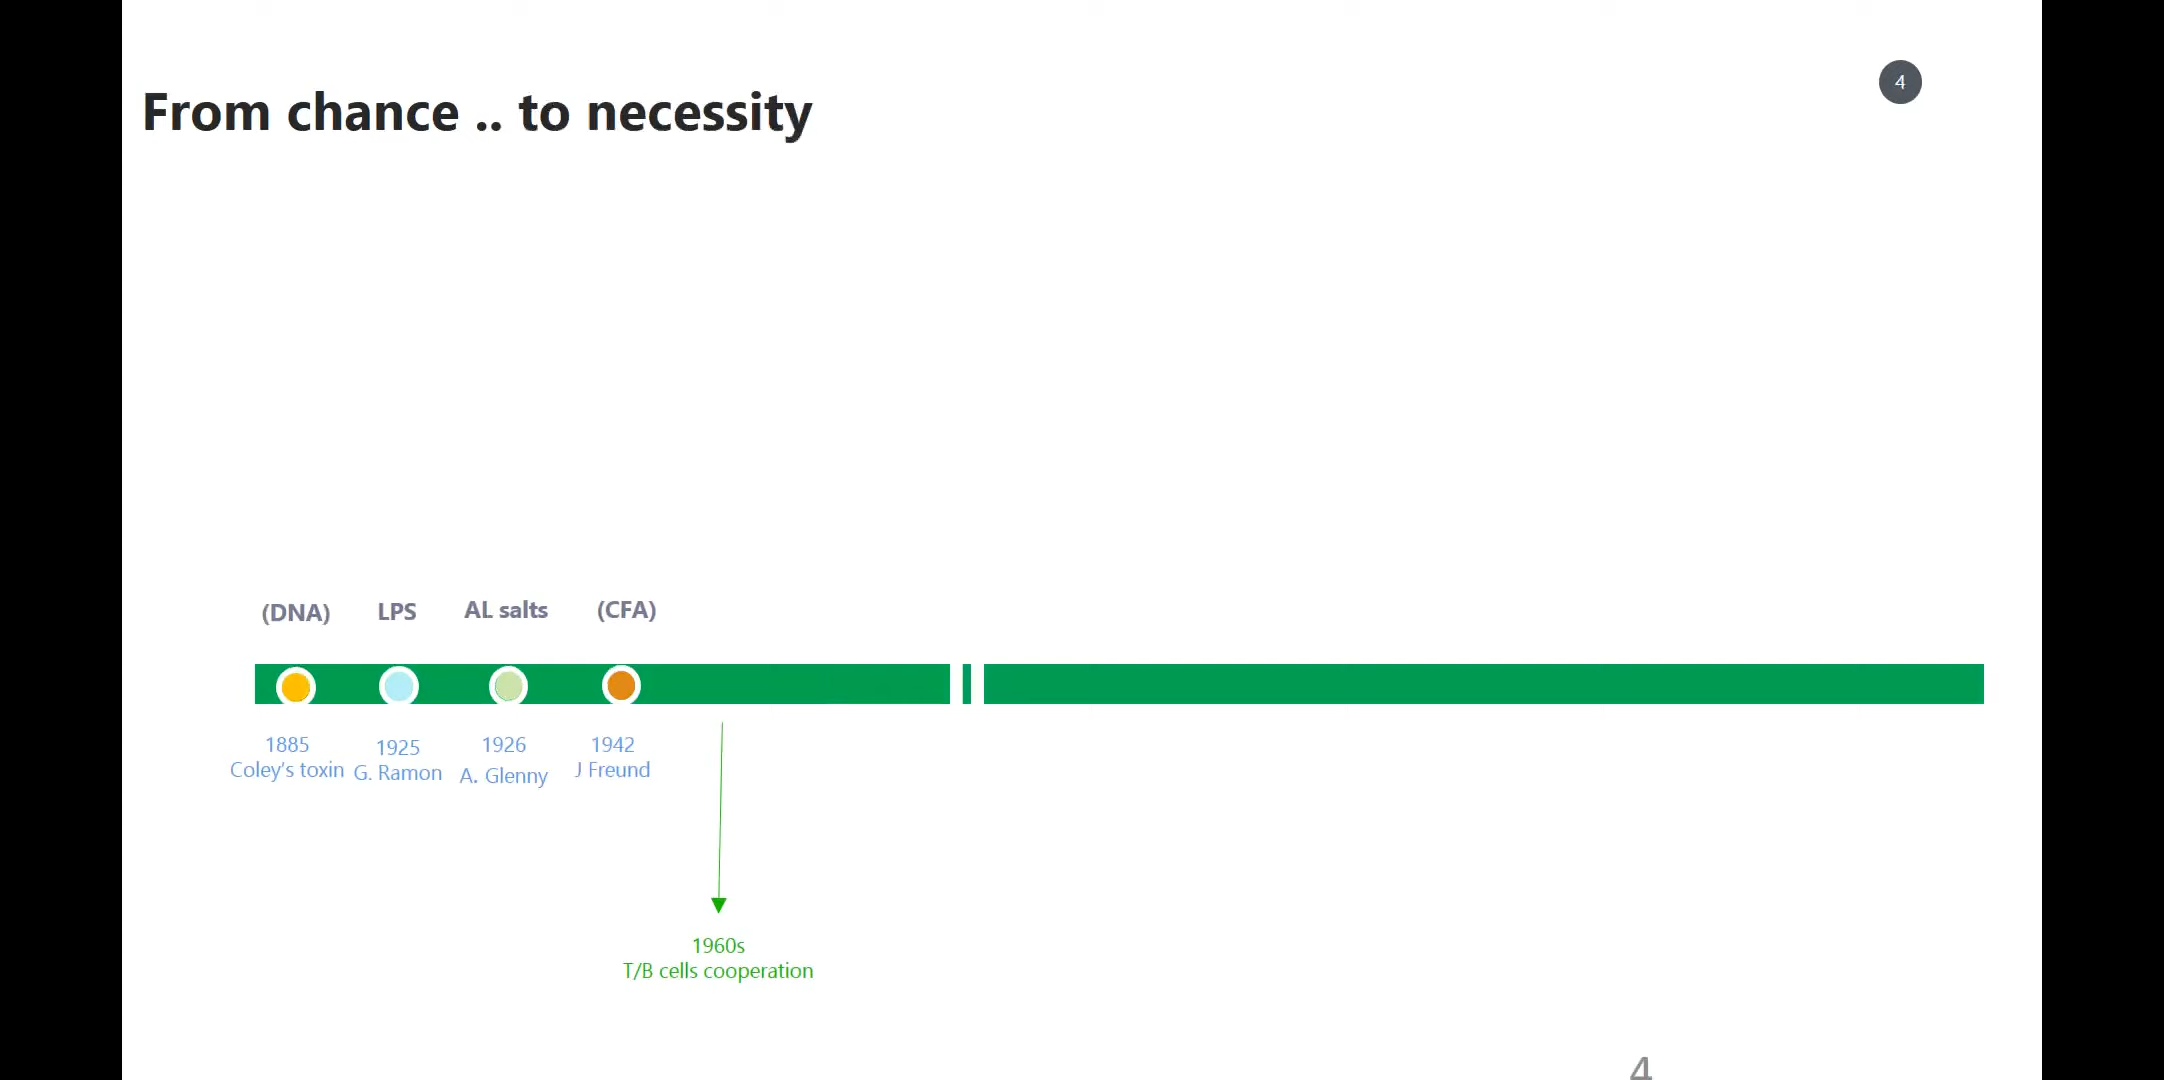 4
From chance .. to necessity
(DNA) LPS AL salts (CFA)
1885 1925 1926 1942
Coley's toxin G. Ramon A. Glenny J Freund
1960s
T/B cells cooperation
4